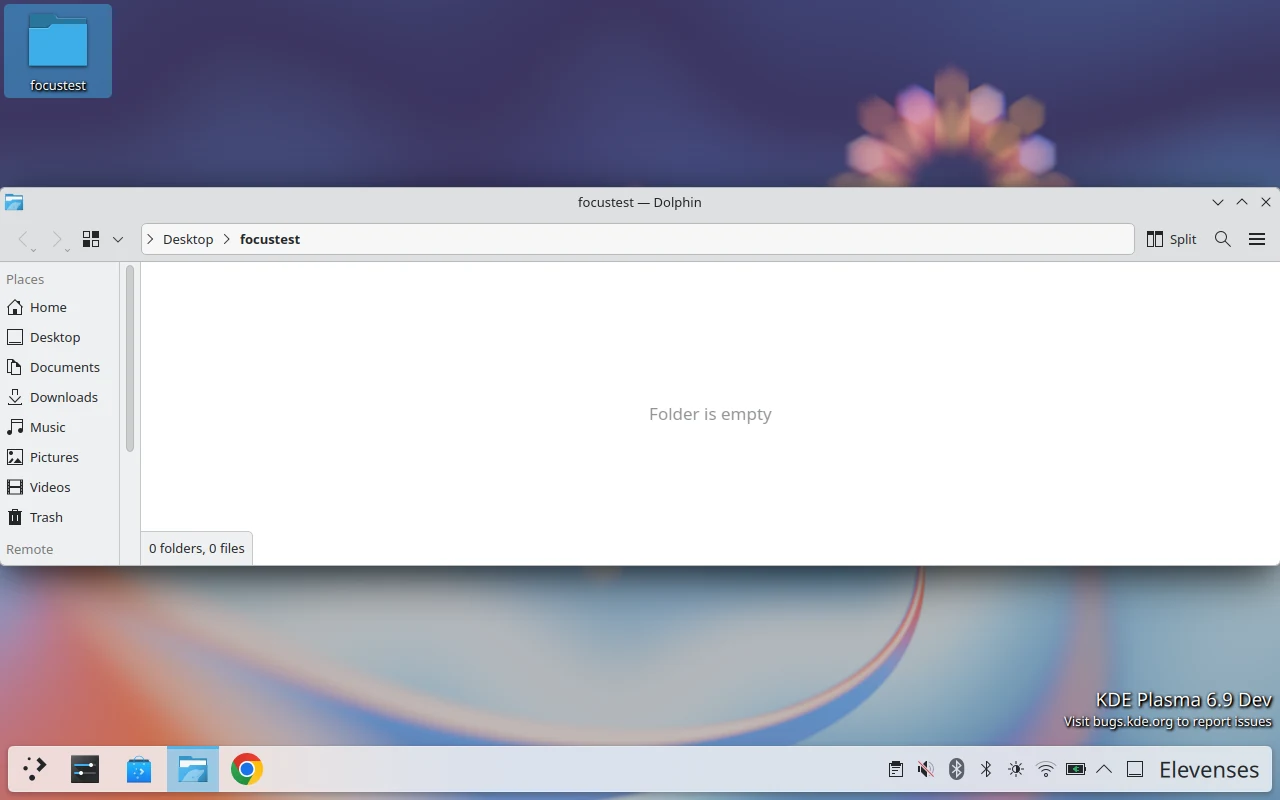 focustest
focustest — Dolphin
Desktop
focustest
Split
Places
Home
Desktop
Documents
Downloads
Music
Pictures
Videos
Trash
Remote
Folder is empty
0 folders, 0 files
KDE Plasma 6.9 Dev
Visit bugs.kde.org to report issues
Elevenses